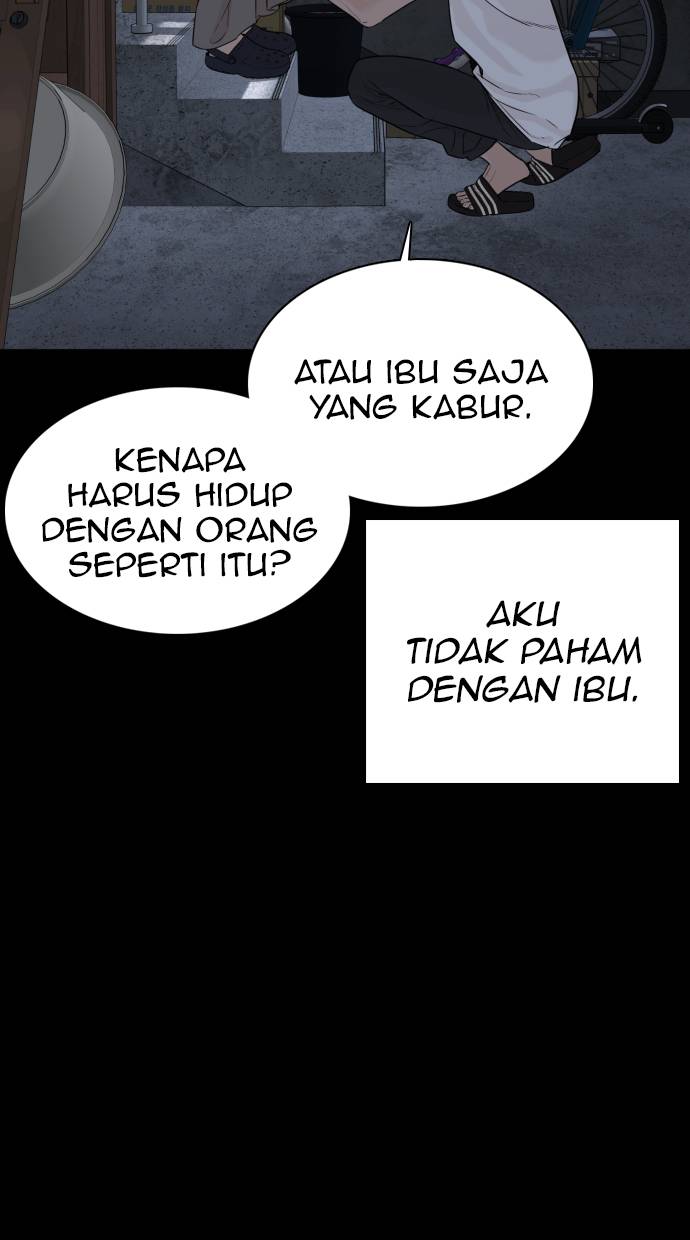 ATAU IBU SAJA
YANG KABUR.
KENAPA
HARUS HIDUP
DENGAN ORANG
SEPERTI ITU?
AKU
TIDAK PAHAM
DENGAN IBU.